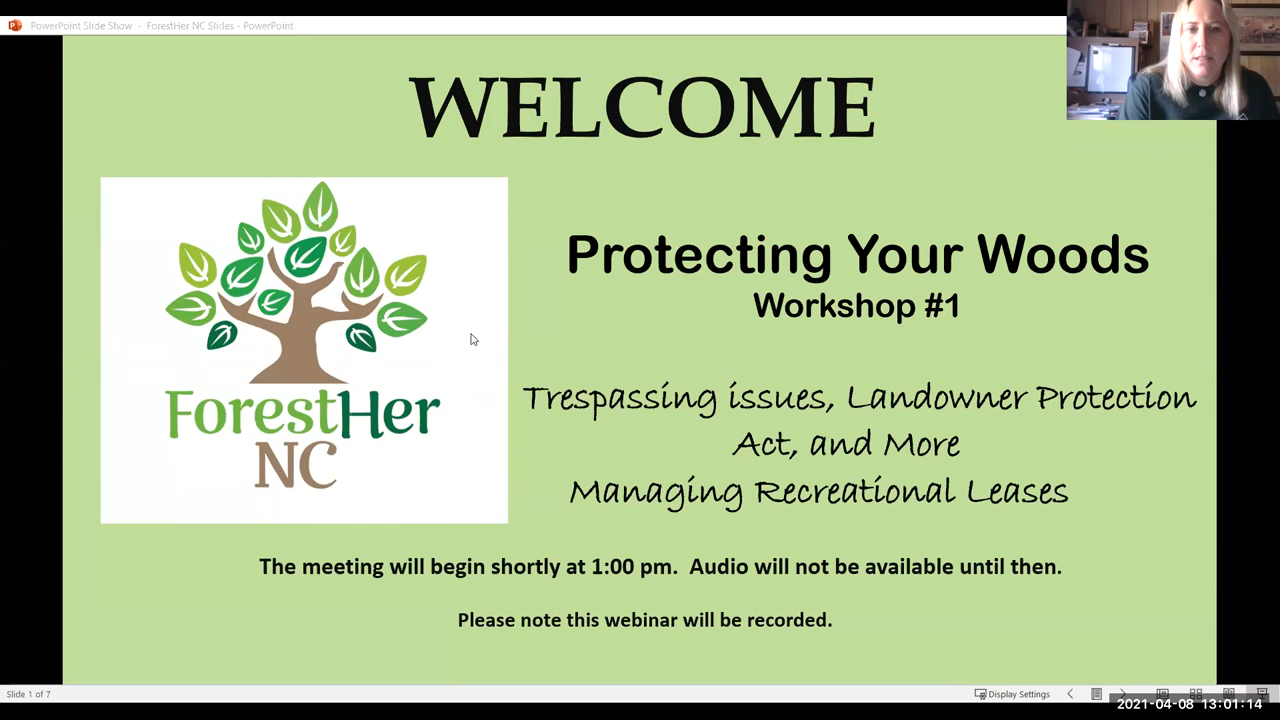 PowerPoint Slide Show - ForestHer NC Slides - PowerPoint
WELCOME
ForestHer
NC
Protecting Your Woods
Workshop #1
Trespassing issues, Landowner Protection
Act, and More
Managing Recreational Leases
The meeting will begin shortly at 1:00 pm. Audio will not be available until then.
Please note this webinar will be recorded.
Slide 1 of 7
Display Settings
2021-04-08 13:01:14